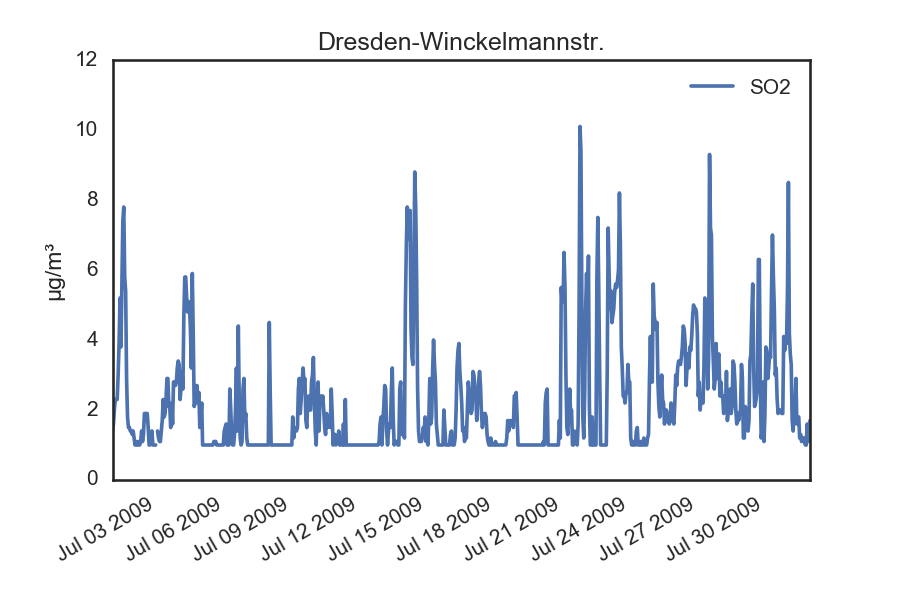 Dresden-Winckelmannstr.
SO2
µg/m³
12
10
8
6
4
2
0
Jul 03 2009
Jul 06 2009
Jul 09 2009
Jul 12 2009
Jul 15 2009
Jul 18 2009
Jul 21 2009
Jul 24 2009
Jul 27 2009
Jul 30 2009